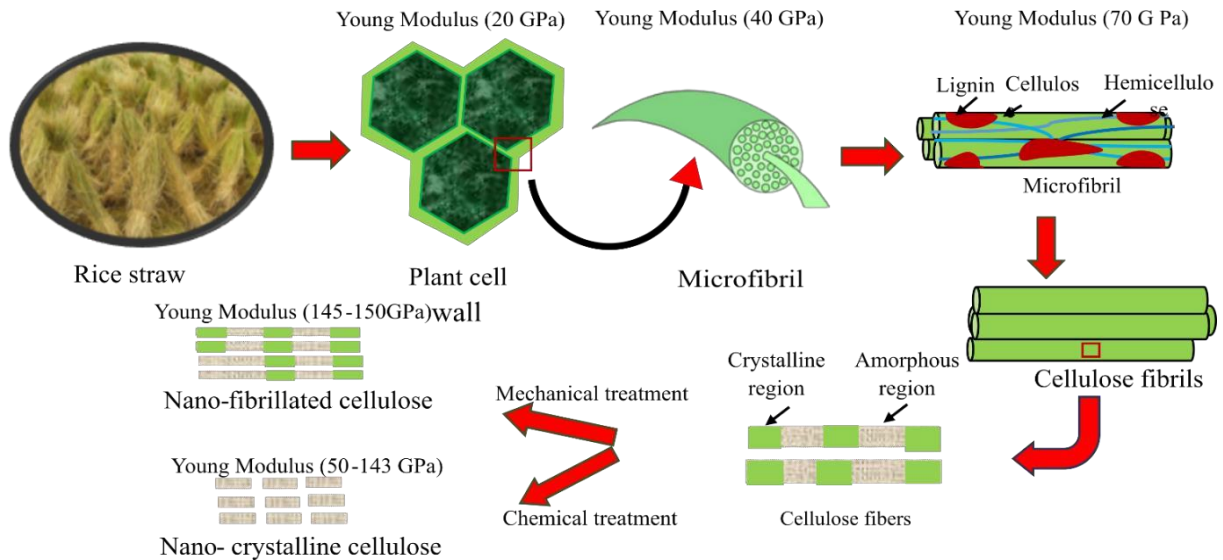 Young Modulus (20 GPa)
Young Modulus (40 GPa)
Young Modulus (70 G Pa)
Lignin
Cellulos
e
Hemicellulo
se
Microfibril
Rice straw
Plant cell
wall
Microfibril
Cellulose fibrils
Young Modulus (145-150GPa)
Nano-fibrillated cellulose
Mechanical treatment
Crystalline
region
Amorphous
region
Young Modulus (50-143 GPa)
Nano- crystalline cellulose
Chemical treatment
Cellulose fibers